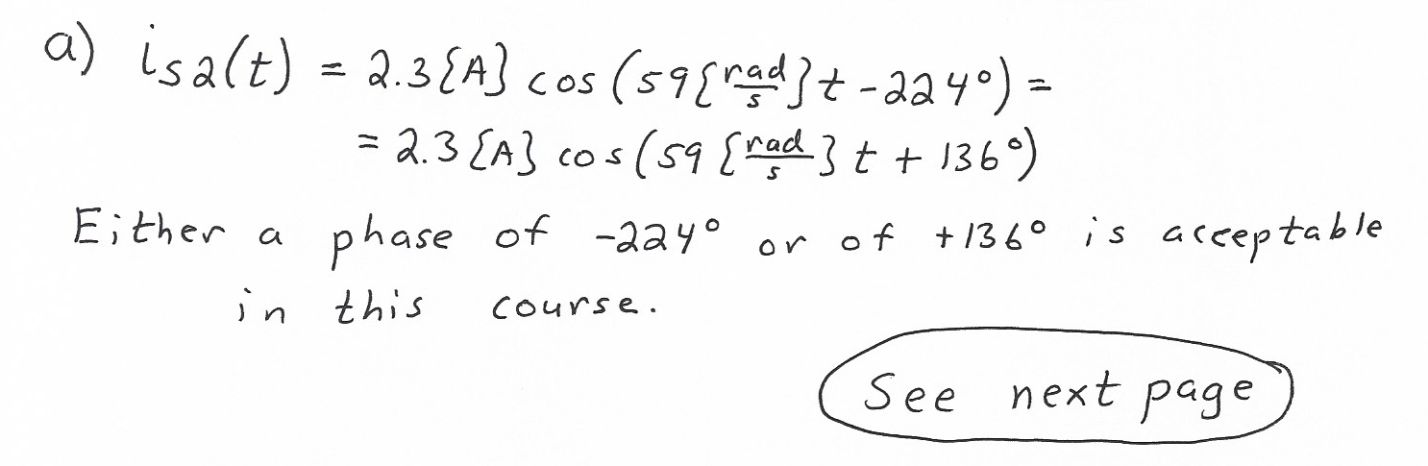 a) is2(t) = 2.3[A] cos(59[rad/s]t - 224°) =
= 2.3[A] cos(59[rad/s]t + 136°)
Either a phase of -224° or of +136° is acceptable
in this course.
See next page